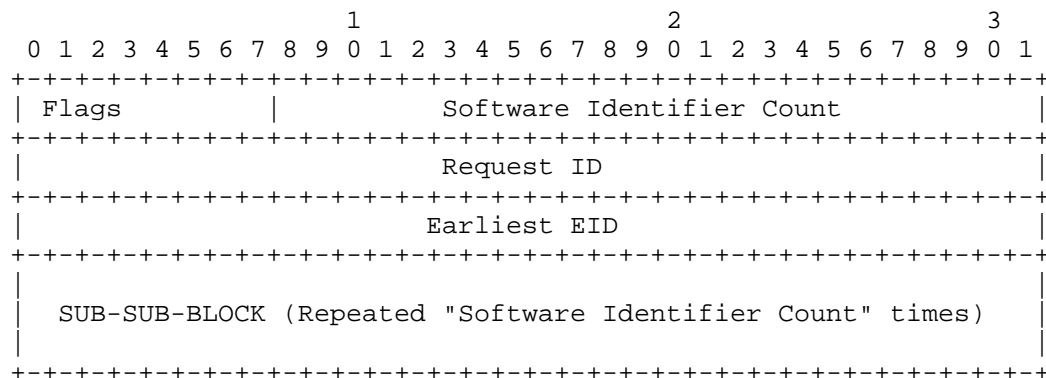 1                   2                   3
 0 1 2 3 4 5 6 7 8 9 0 1 2 3 4 5 6 7 8 9 0 1 2 3 4 5 6 7 8 9 0 1
+-+-+-+-+-+-+-+-+-+-+-+-+-+-+-+-+-+-+-+-+-+-+-+-+-+-+-+-+-+-+-+-+
| Flags         |          Software Identifier Count            |
+-+-+-+-+-+-+-+-+-+-+-+-+-+-+-+-+-+-+-+-+-+-+-+-+-+-+-+-+-+-+-+-+
|                          Request ID                           |
+-+-+-+-+-+-+-+-+-+-+-+-+-+-+-+-+-+-+-+-+-+-+-+-+-+-+-+-+-+-+-+-+
|                         Earliest EID                          |
+-+-+-+-+-+-+-+-+-+-+-+-+-+-+-+-+-+-+-+-+-+-+-+-+-+-+-+-+-+-+-+-+
|                                                               |
|  SUB-SUB-BLOCK (Repeated "Software Identifier Count" times)   |
|                                                               |
+-+-+-+-+-+-+-+-+-+-+-+-+-+-+-+-+-+-+-+-+-+-+-+-+-+-+-+-+-+-+-+-+